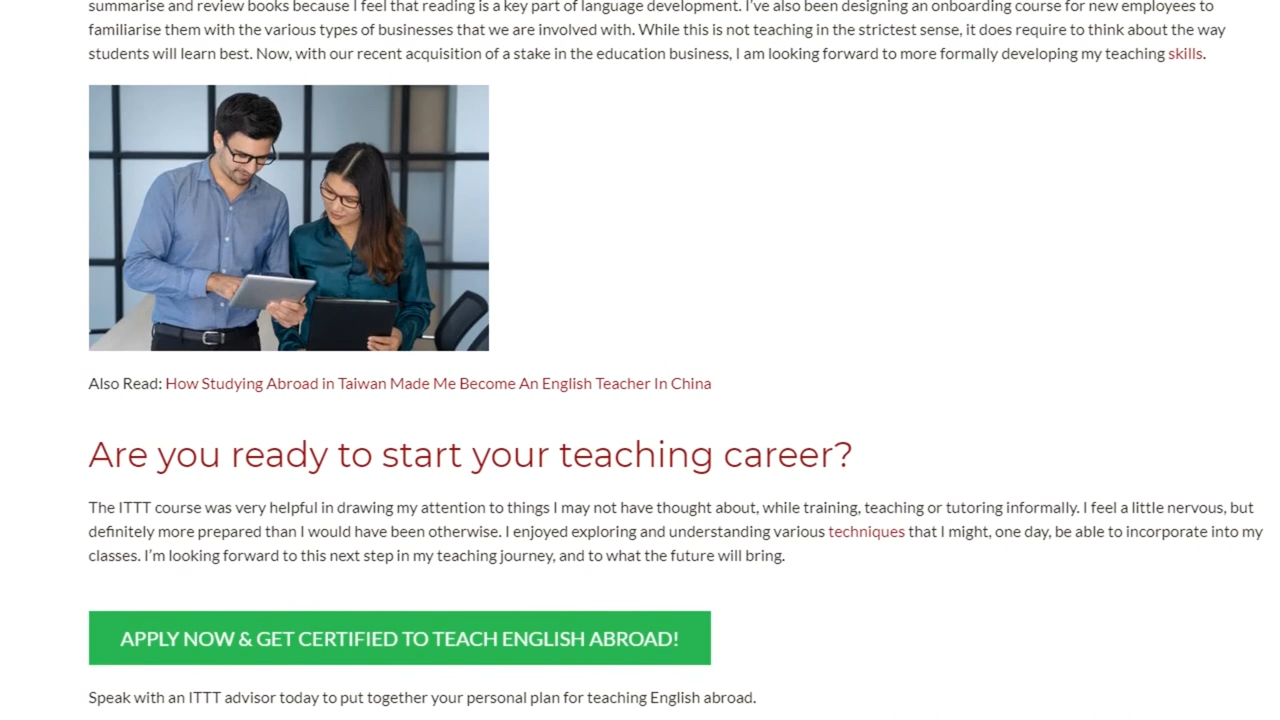 summarise and review books because I feel that reading is a key part of language development. I've also been designing an onboarding course for new employees to
familiarise them with the various types of businesses that we are involved with. While this is not teaching in the strictest sense, it does require to think about the way
students will learn best. Now, with our recent acquisition of a stake in the education business, I am looking forward to more formally developing my teaching skills.
Also Read: How Studying Abroad in Taiwan Made Me Become An English Teacher In China
Are you ready to start your teaching career?
The ITTT course was very helpful in drawing my attention to things I may not have thought about, while training, teaching or tutoring informally. I feel a little nervous, but
definitely more prepared than I would have been otherwise. I enjoyed exploring and understanding various techniques that I might, one day, be able to incorporate into my
classes. I'm looking forward to this next step in my teaching journey, and to what the future will bring.
APPLY NOW & GET CERTIFIED TO TEACH ENGLISH ABROAD!
Speak with an ITTT advisor today to put together your personal plan for teaching English abroad.